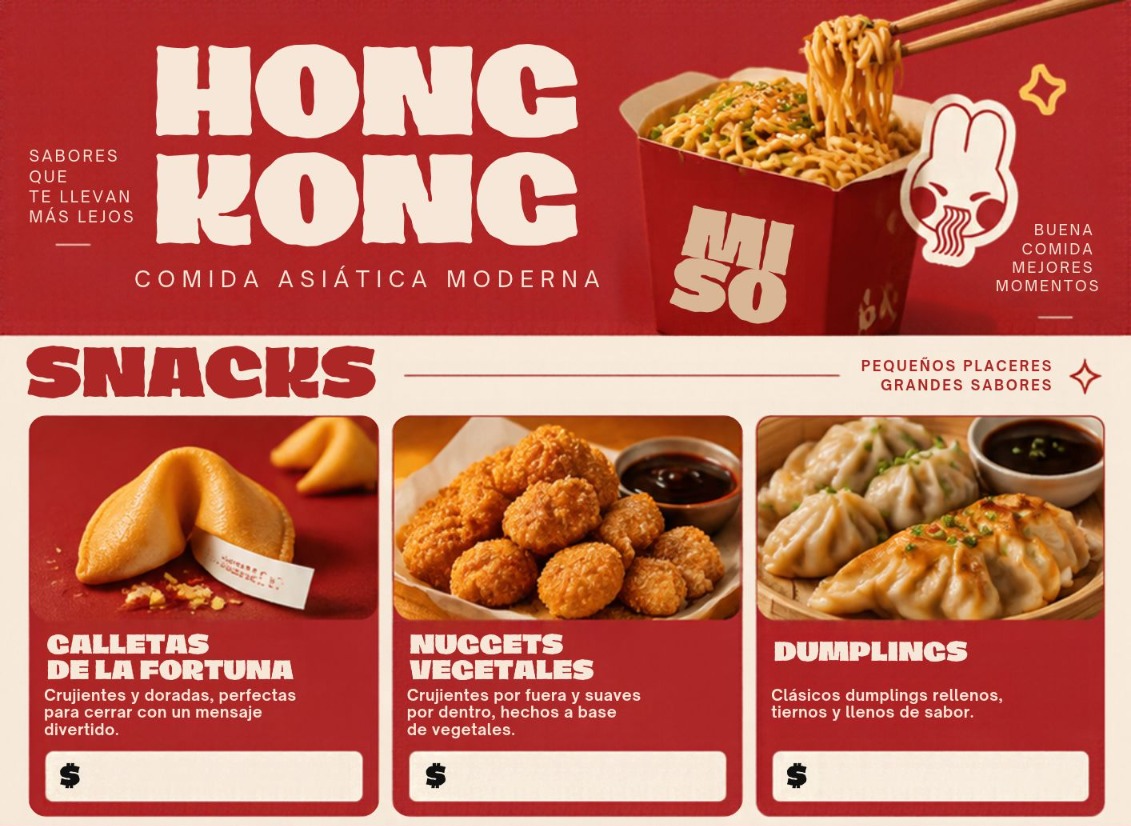 SABORES
QUE
TE LLEVAN
MÁS LEJOS
HONG
KONG
COMIDA ASIÁTICA MODERNA
MI
SO
BUENA
COMIDA
MEJORES
MOMENTOS
SNACKS
PEQUEÑOS PLACERES
GRANDES SABORES
GALLETAS
DE LA FORTUNA
Crujientes y doradas, perfectas
para cerrar con un mensaje
divertido.
$
NUGGETS
VEGETALES
Crujientes por fuera y suaves
por dentro, hechos a base
de vegetales.
$
DUMPLINGS
Clásicos dumplings rellenos,
tiernos y llenos de sabor.
$